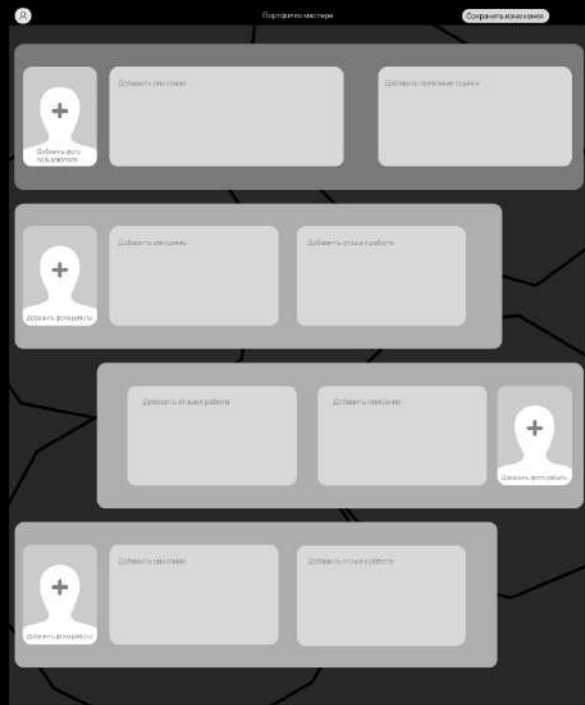 Портфолио мастера
Сохранить изменения
Добавить описание
Добавить полезные ссылки
Добавить фото
пользователя
Добавить описание
Добавить отзыв к работе
Добавить фото работы
Добавить отзыв к работе
Добавить описание
Добавить фото работы
Добавить описание
Добавить отзыв к работе
Добавить фото работы